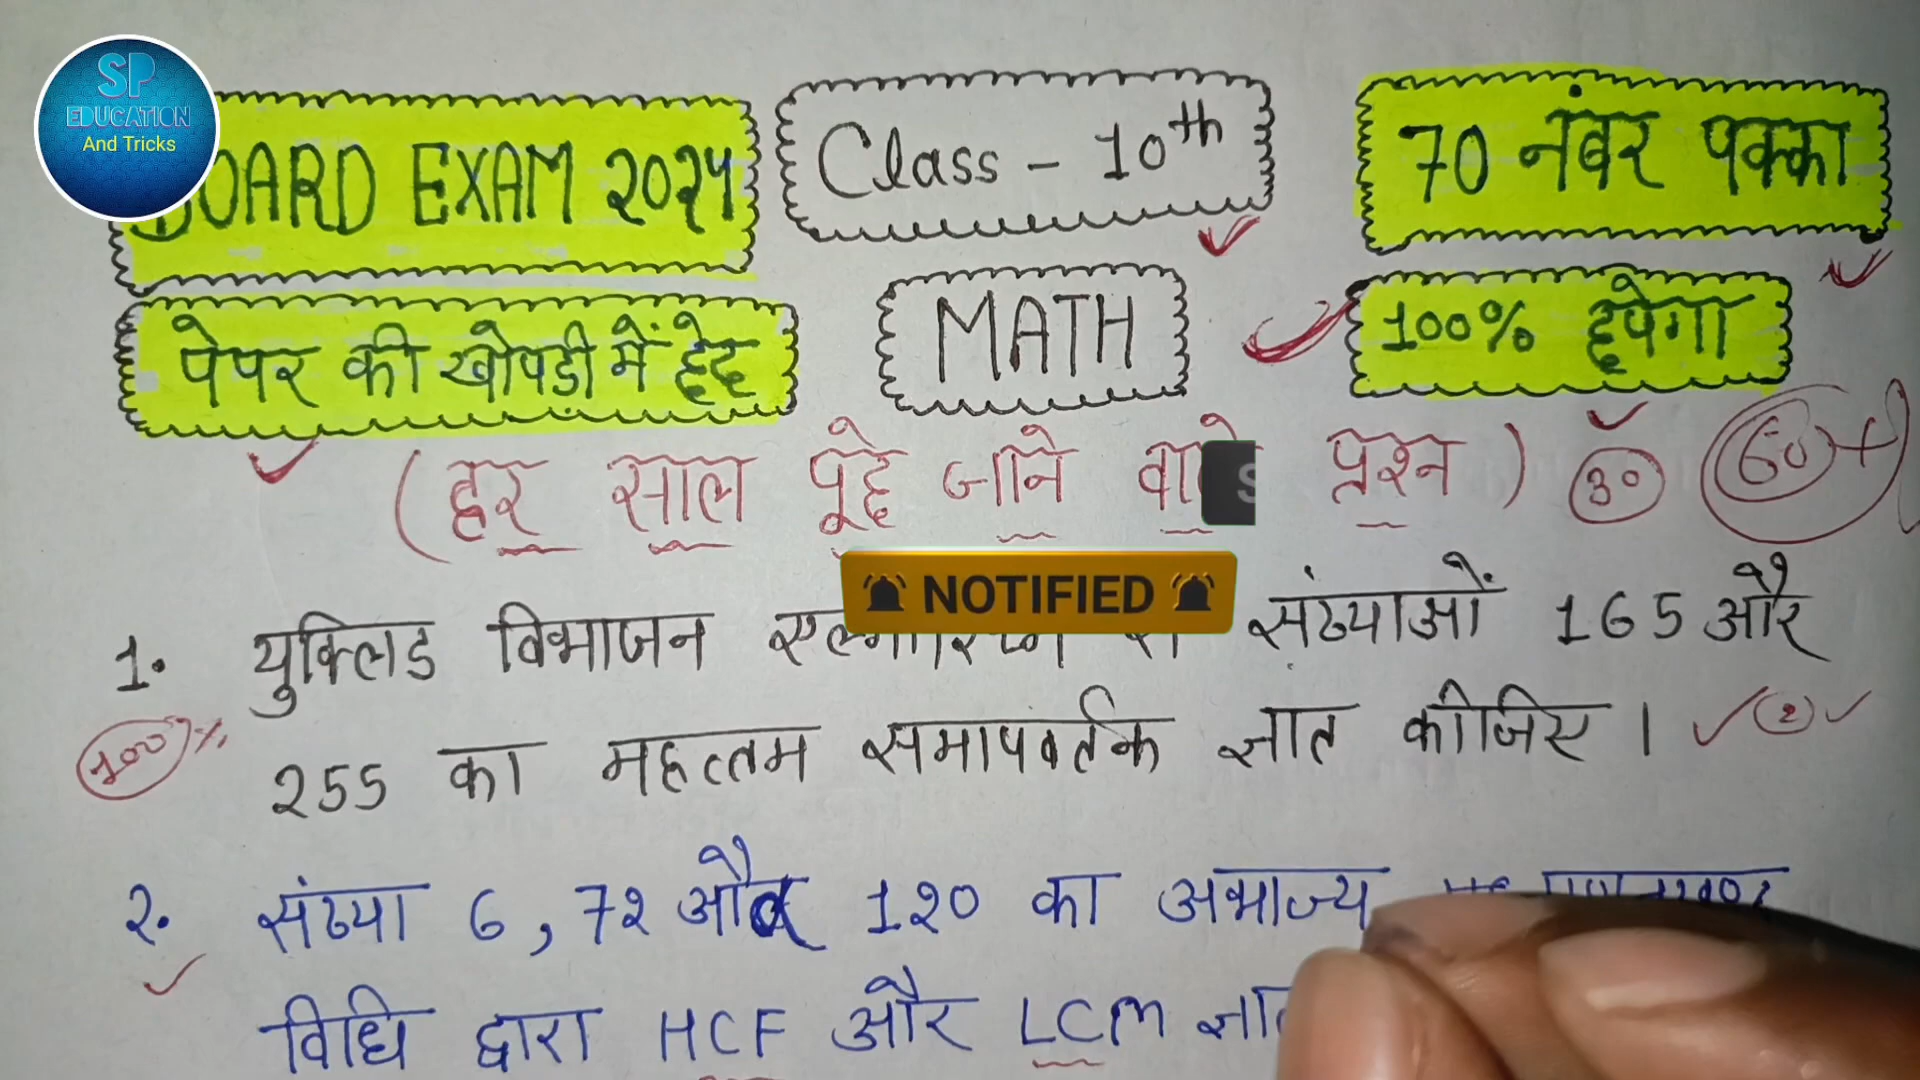 SP
EDUCATION
And Tricks
BOARD EXAM 2025
Class - 10th
70 नंबर पक्का
पेपर की खोपडी में छेद
MATH
100% छपेगा
(हर साल पूछे जाने प्रश्न) 30 60+
NOTIFIED
1. युक्लिड विभाजन संख्याओं 165 और
100%
255 का महत्तम समापवर्तक ज्ञात कीजिए। 2
2. संख्या 6, 72 और 120 का अभाज्य
विधि द्वारा HCF और LCM